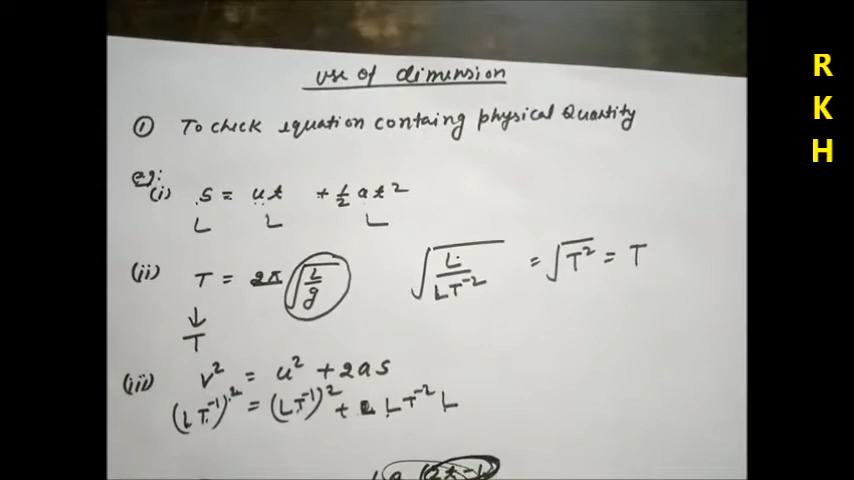 use of dimension
① To check equation containg physical Quantity
eg:
(i) S = ut + 1/2 at²
L L L
(ii) T = 2π √(L/g) √(L/LT⁻²) = √T² = T
↓
T
(iii) v² = u² + 2as
(LT⁻¹)² = (LT⁻¹)² + 2 LT⁻² L
R
K
H